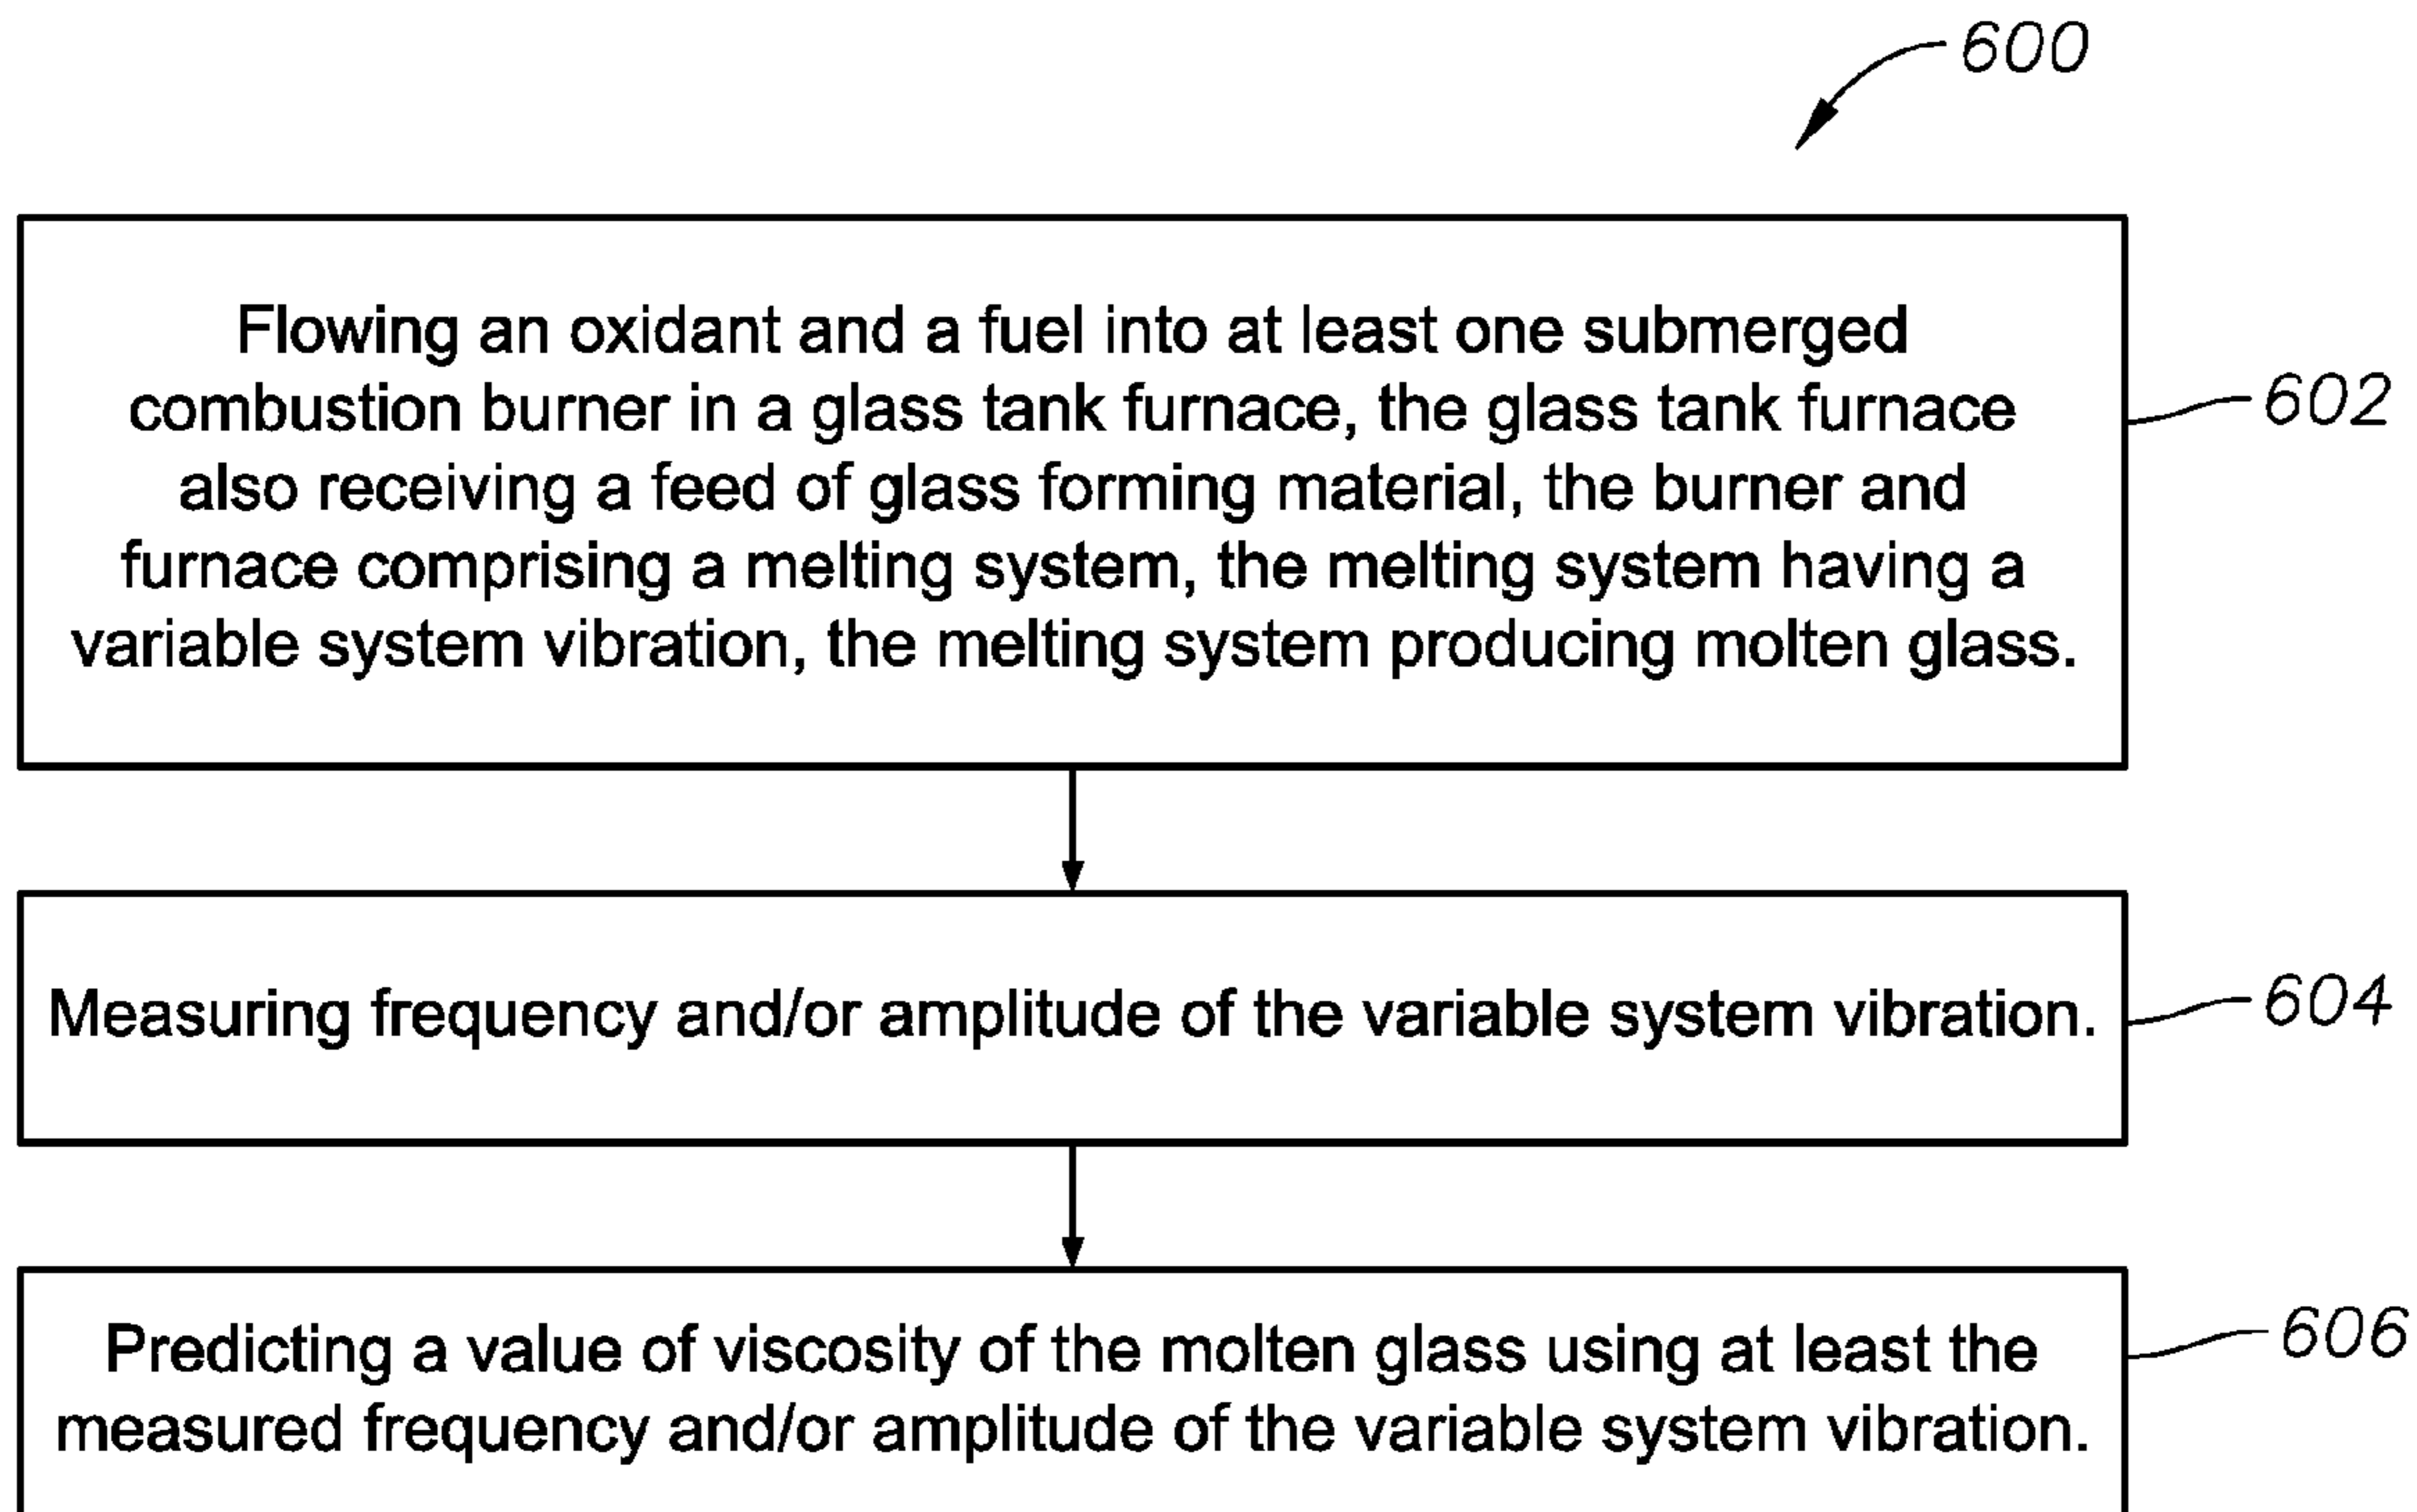 600
Flowing an oxidant and a fuel into at least one submerged
combustion burner in a glass tank furnace, the glass tank furnace
also receiving a feed of glass forming material, the burner and
furnace comprising a melting system, the melting system having a
variable system vibration, the melting system producing molten glass.
602
Measuring frequency and/or amplitude of the variable system vibration.
604
Predicting a value of viscosity of the molten glass using at least the
measured frequency and/or amplitude of the variable system vibration.
606